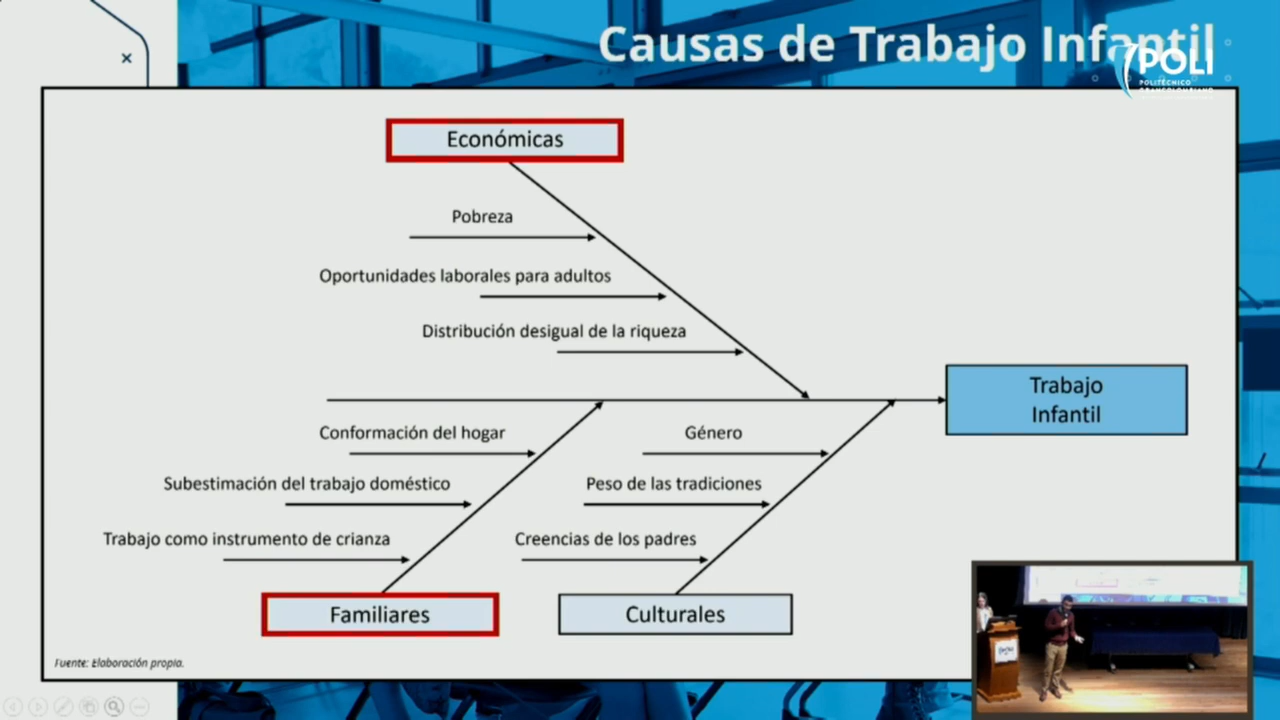 Causas de Trabajo Infantil
POLI
POLITÉCNICO
GRANCOLOMBIANO
Económicas
Pobreza
Oportunidades laborales para adultos
Distribución desigual de la riqueza
Trabajo
Infantil
Conformación del hogar
Género
Subestimación del trabajo doméstico
Peso de las tradiciones
Trabajo como instrumento de crianza
Creencias de los padres
Familiares
Culturales
Fuente: Elaboración propia.